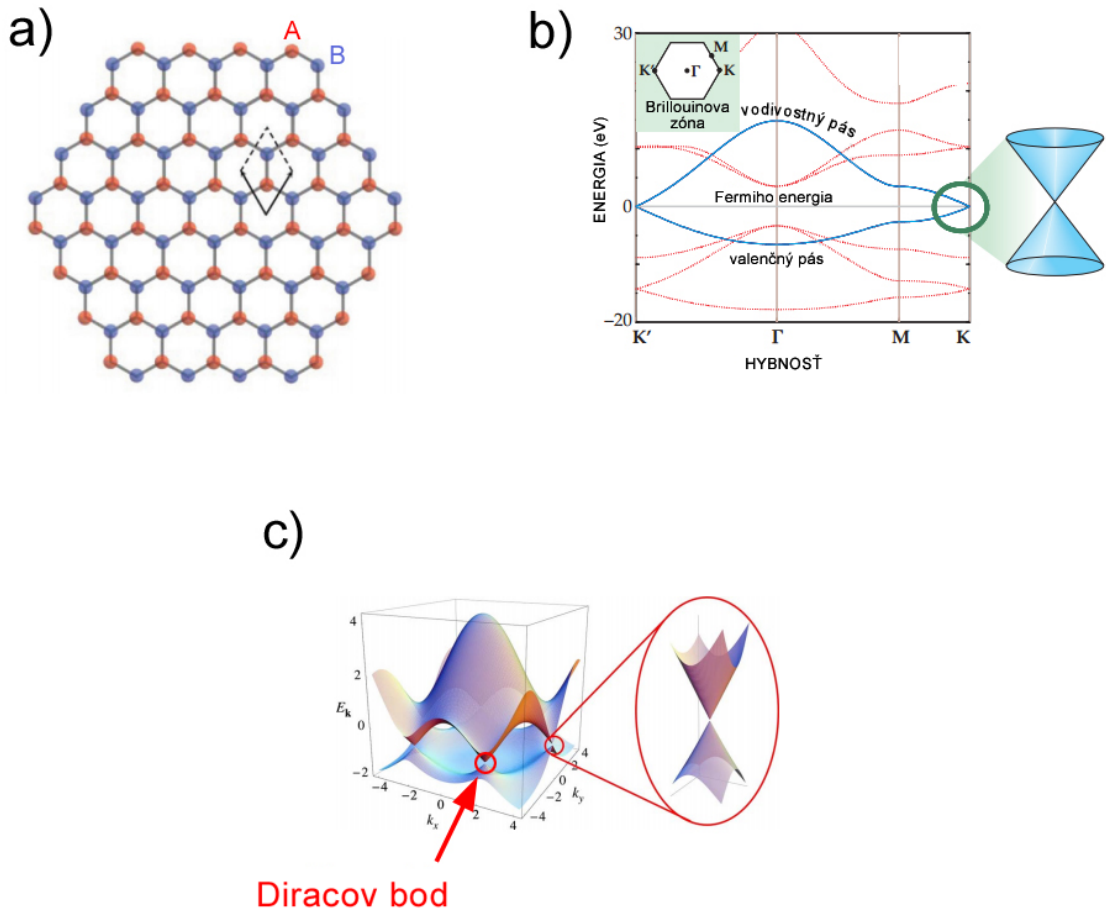 a)
A
B
b)
30
M
K'
Γ
K
Brillouinova
zóna
vodivostný pás
ENERGIA (eV)
Fermiho energia
0
valenčný pás
−20
K'
Γ
M
K
HYBNOSŤ
c)
4
2
E_k
0
−2
−4
−2
0
k_x
2
4
4
2
0
k_y
−2
−4
Diracov bod